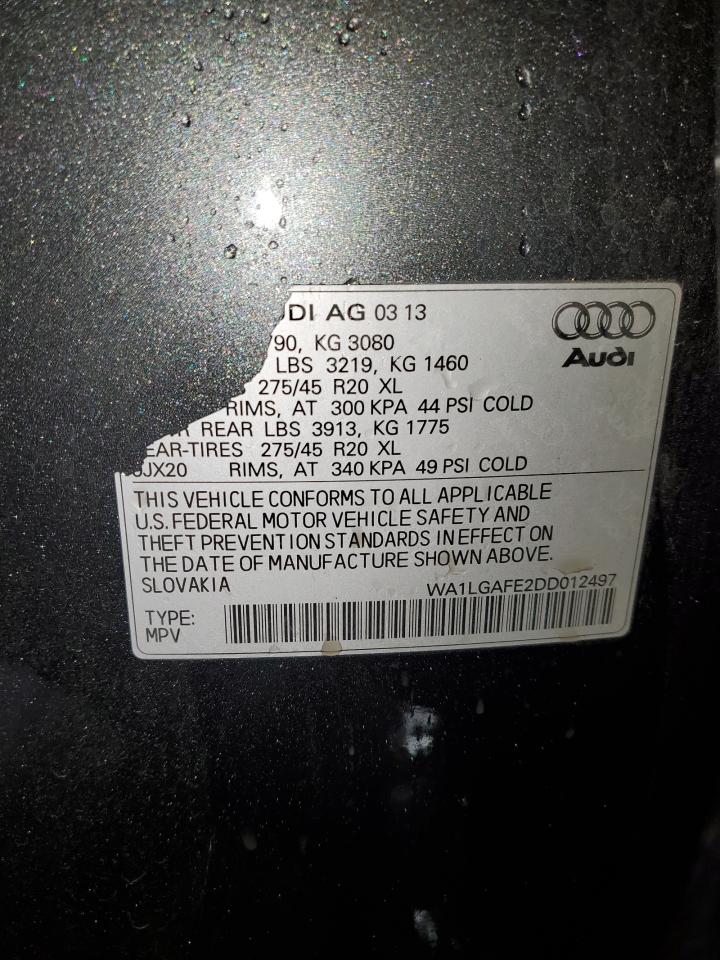 DI AG 03 13
Audi
90, KG 3080
LBS 3219, KG 1460
275/45 R20 XL
RIMS, AT 300 KPA 44 PSI COLD
REAR LBS 3913, KG 1775
EAR-TIRES 275/45 R20 XL
JX20 RIMS, AT 340 KPA 49 PSI COLD
THIS VEHICLE CONFORMS TO ALL APPLICABLE
U.S. FEDERAL MOTOR VEHICLE SAFETY AND
THEFT PREVENTION STANDARDS IN EFFECT ON
THE DATE OF MANUFACTURE SHOWN ABOVE.
SLOVAKIA WA1LGAFE2DD012497
TYPE:
MPV